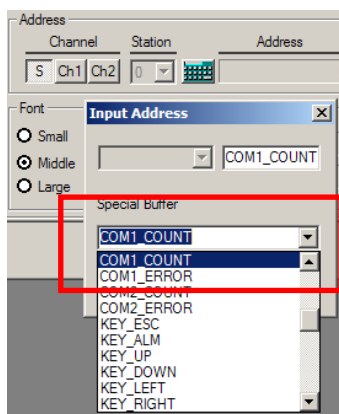 Address
Channel Station Address
S Ch1 Ch2 0
Font
Small
Middle
Large
Input Address
COM1_COUNT
Special Buffer
COM1_COUNT
COM1_COUNT
COM1_ERROR
COM2_COUNT
COM2_ERROR
KEY_ESC
KEY_ALM
KEY_UP
KEY_DOWN
KEY_LEFT
KEY_RIGHT